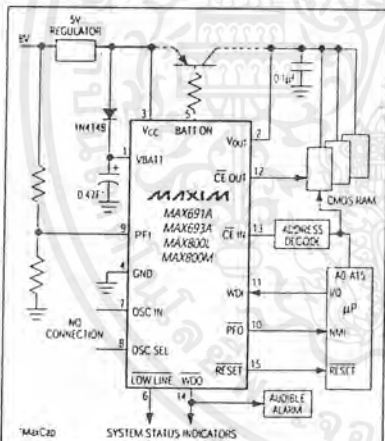 5V
REGULATOR
8V
0.1µF
3
5
VCC
BATT ON
1N4148
VOUT
2
1
VBATT
CE OUT
12
0.47F*
MAXIM
CMOS RAM
MAX691A
MAX693A
MAX800L
MAX800M
9
PFI
CE IN
13
ADDRESS
DECODE
4
GND
A0-A15
WDI
11
I/O
µP
7
OSC IN
NO
CONNECTION
PFO
10
NMI
8
OSC SEL
RESET
15
RESET
LOW LINE
WDO
6
14
AUDIBLE
ALARM
*MaxCap
SYSTEM STATUS INDICATORS